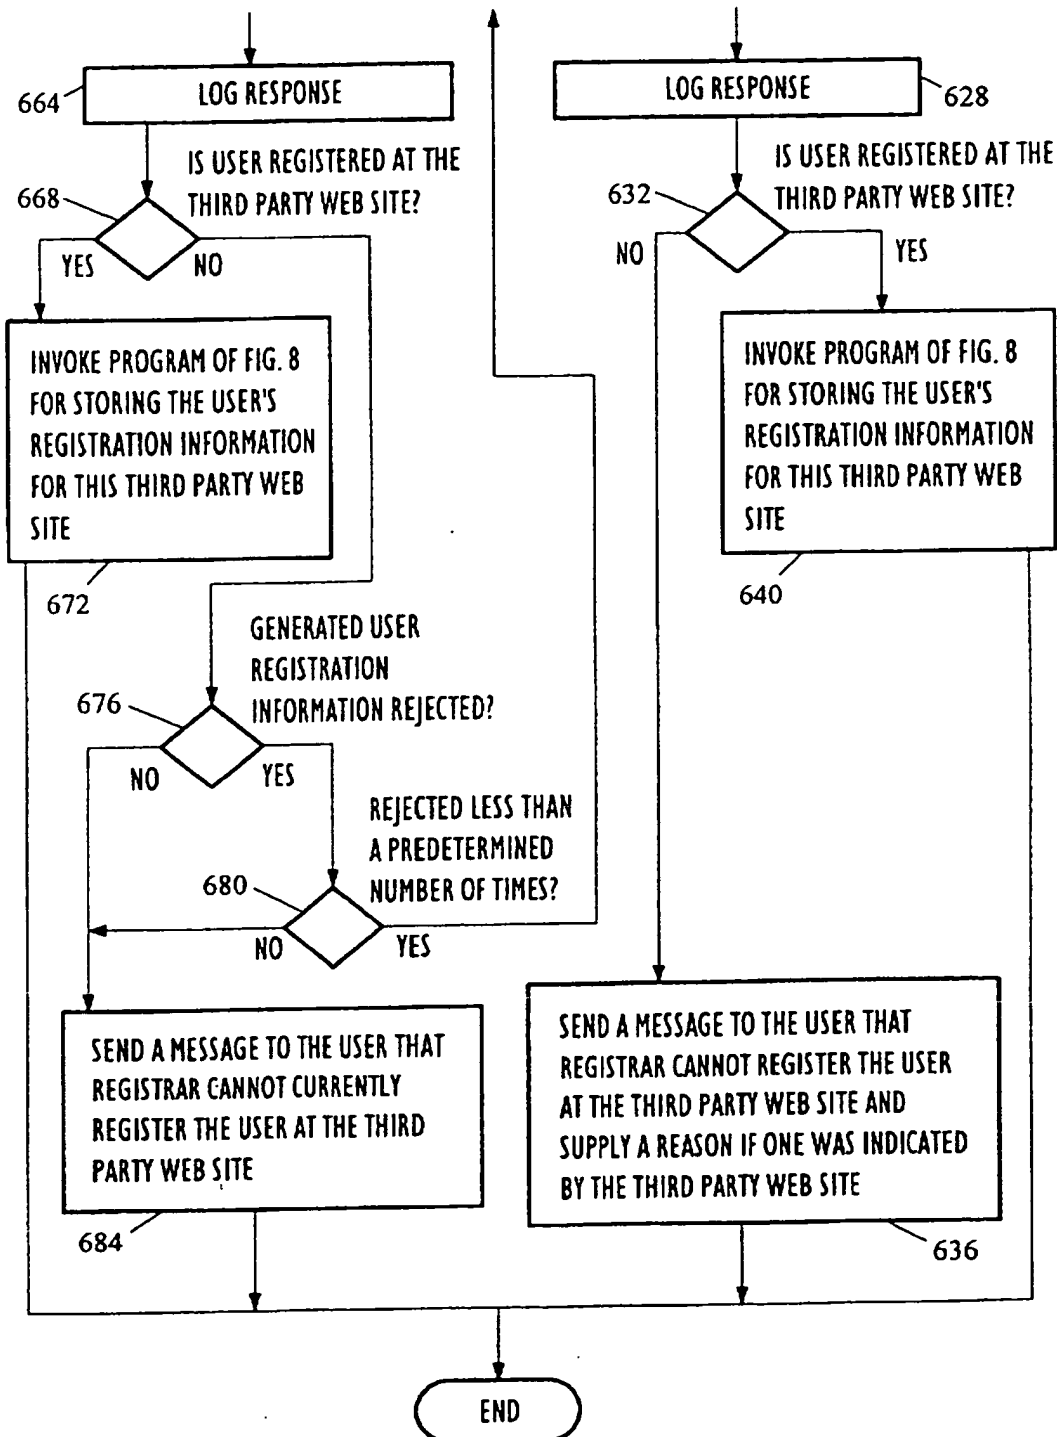 LOG RESPONSE
664
LOG RESPONSE
628
IS USER REGISTERED AT THE
THIRD PARTY WEB SITE?
668
YES
NO
IS USER REGISTERED AT THE
THIRD PARTY WEB SITE?
632
NO
YES
INVOKE PROGRAM OF FIG. 8
FOR STORING THE USER'S
REGISTRATION INFORMATION
FOR THIS THIRD PARTY WEB
SITE
672
INVOKE PROGRAM OF FIG. 8
FOR STORING THE USER'S
REGISTRATION INFORMATION
FOR THIS THIRD PARTY WEB
SITE
640
GENERATED USER
REGISTRATION
INFORMATION REJECTED?
676
NO
YES
REJECTED LESS THAN
A PREDETERMINED
NUMBER OF TIMES?
680
NO
YES
SEND A MESSAGE TO THE USER THAT
REGISTRAR CANNOT CURRENTLY
REGISTER THE USER AT THE THIRD
PARTY WEB SITE
684
SEND A MESSAGE TO THE USER THAT
REGISTRAR CANNOT REGISTER THE USER
AT THE THIRD PARTY WEB SITE AND
SUPPLY A REASON IF ONE WAS INDICATED
BY THE THIRD PARTY WEB SITE
636
END